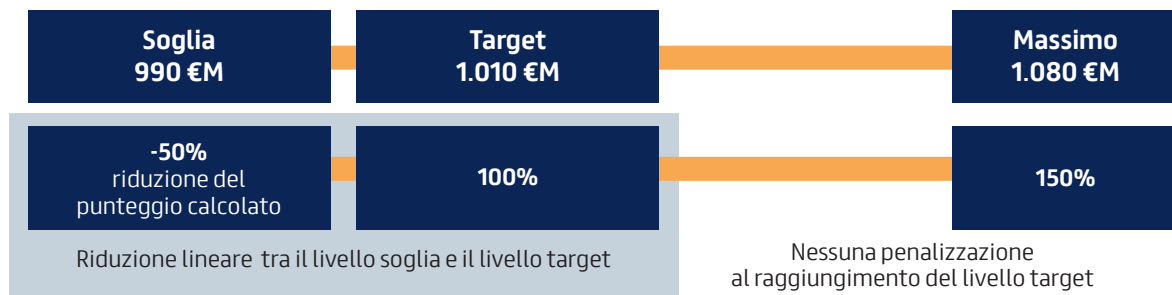 Soglia
990 €M
Target
1.010 €M
Massimo
1.080 €M
-50%
riduzione del
punteggio calcolato
100%
150%
Riduzione lineare tra il livello soglia e il livello target
Nessuna penalizzazione
al raggiungimento del livello target